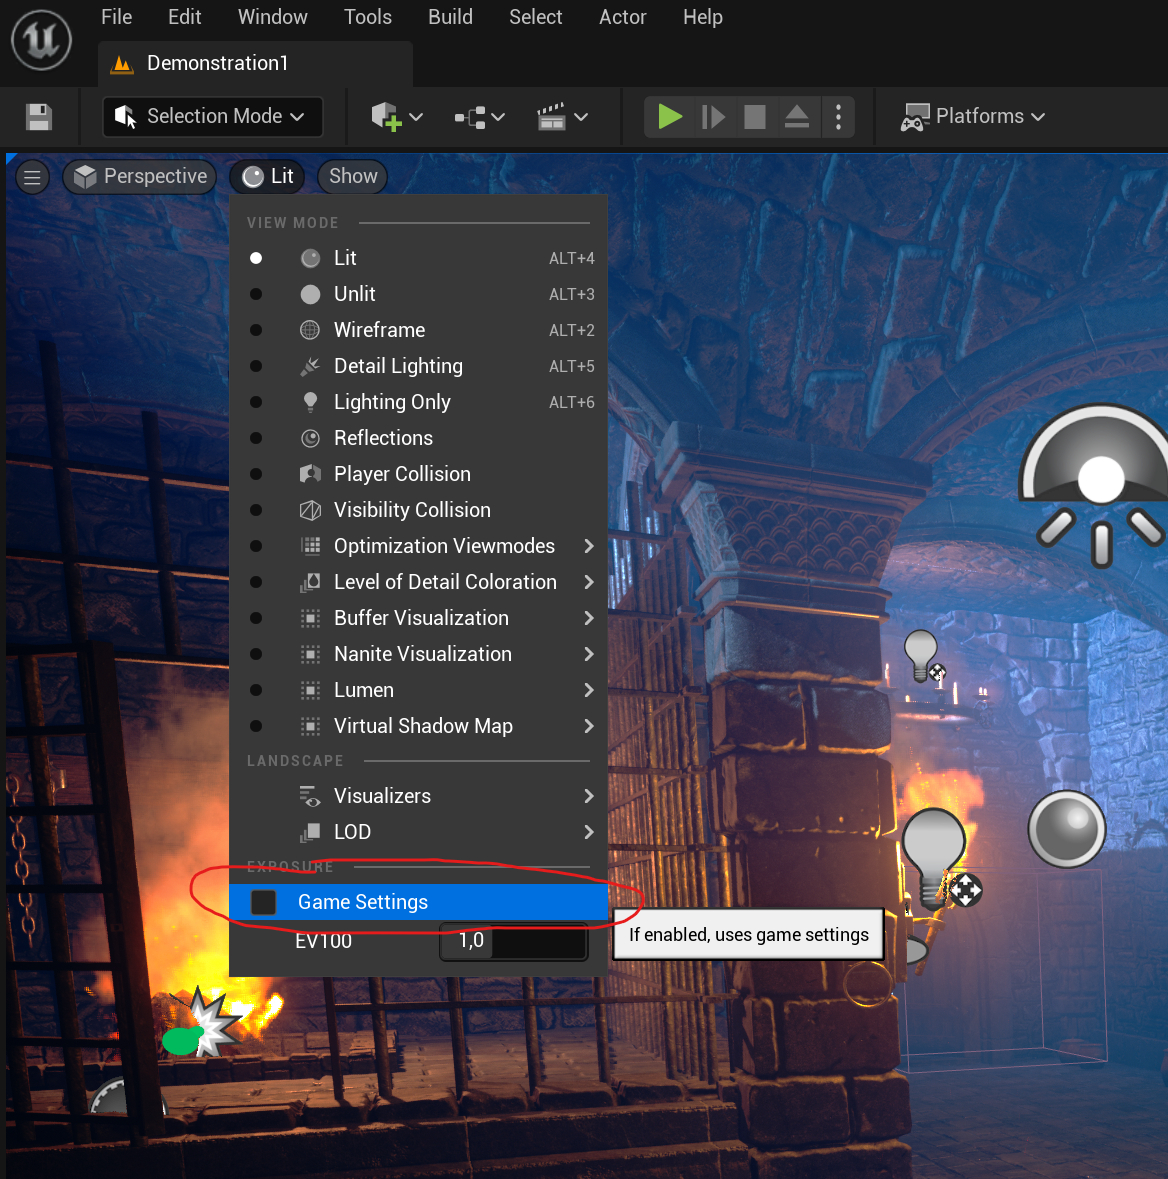 File Edit Window Tools Build Select Actor Help
Demonstration1
Selection Mode
Platforms
Perspective Lit Show
VIEW MODE
Lit ALT+4
Unlit ALT+3
Wireframe ALT+2
Detail Lighting ALT+5
Lighting Only ALT+6
Reflections
Player Collision
Visibility Collision
Optimization Viewmodes
Level of Detail Coloration
Buffer Visualization
Nanite Visualization
Lumen
Virtual Shadow Map
LANDSCAPE
Visualizers
LOD
EXPOSURE
Game Settings
If enabled, uses game settings
EV100 1,0